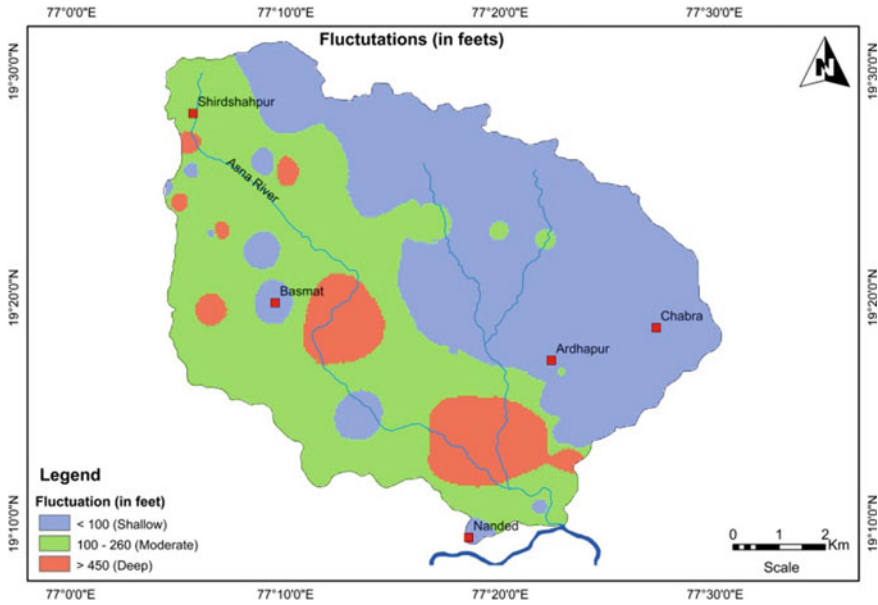 77°0'0"E 77°10'0"E 77°20'0"E 77°30'0"E
Fluctutations (in feets)
19°30'0"N
19°30'0"N
N
Shirdshahpur
Asna River
19°20'0"N
19°20'0"N
Basmat
Chabra
Ardhapur
Legend
Fluctuation (in feet)
< 100 (Shallow)
100 - 260 (Moderate)
> 450 (Deep)
19°10'0"N
19°10'0"N
Nanded
0 1 2
Km
Scale
77°0'0"E 77°10'0"E 77°20'0"E 77°30'0"E